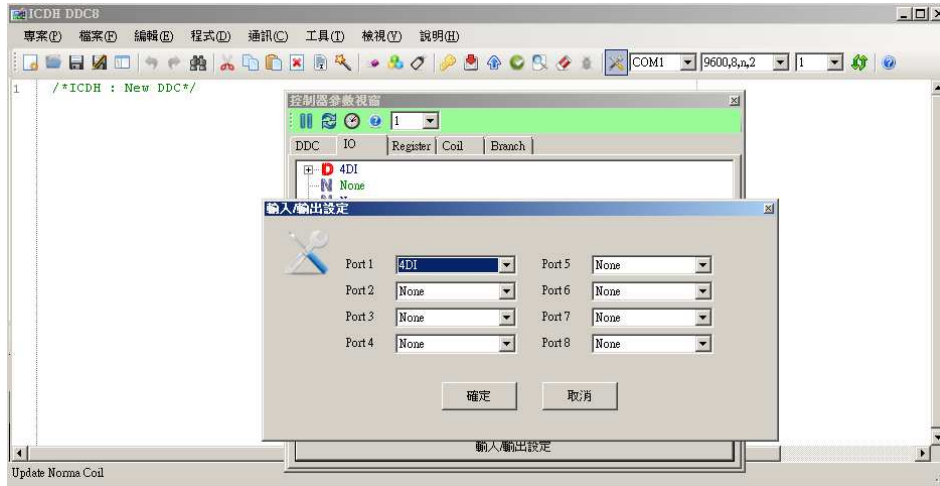 ICDH DDC8
專案(P) 檔案(F) 編輯(E) 程式(D) 通訊(C) 工具(T) 檢視(V) 說明(H)
COM1 9600,8,n,2 1
1 /*ICDH : New DDC*/
控制器參數視窗
1
DDC IO Register Coil Branch
4DI
None
輸入/輸出設定
Port 1 4DI Port 5 None
Port 2 None Port 6 None
Port 3 None Port 7 None
Port 4 None Port 8 None
確定 取消
輸入/輸出設定
Update Norma Coil